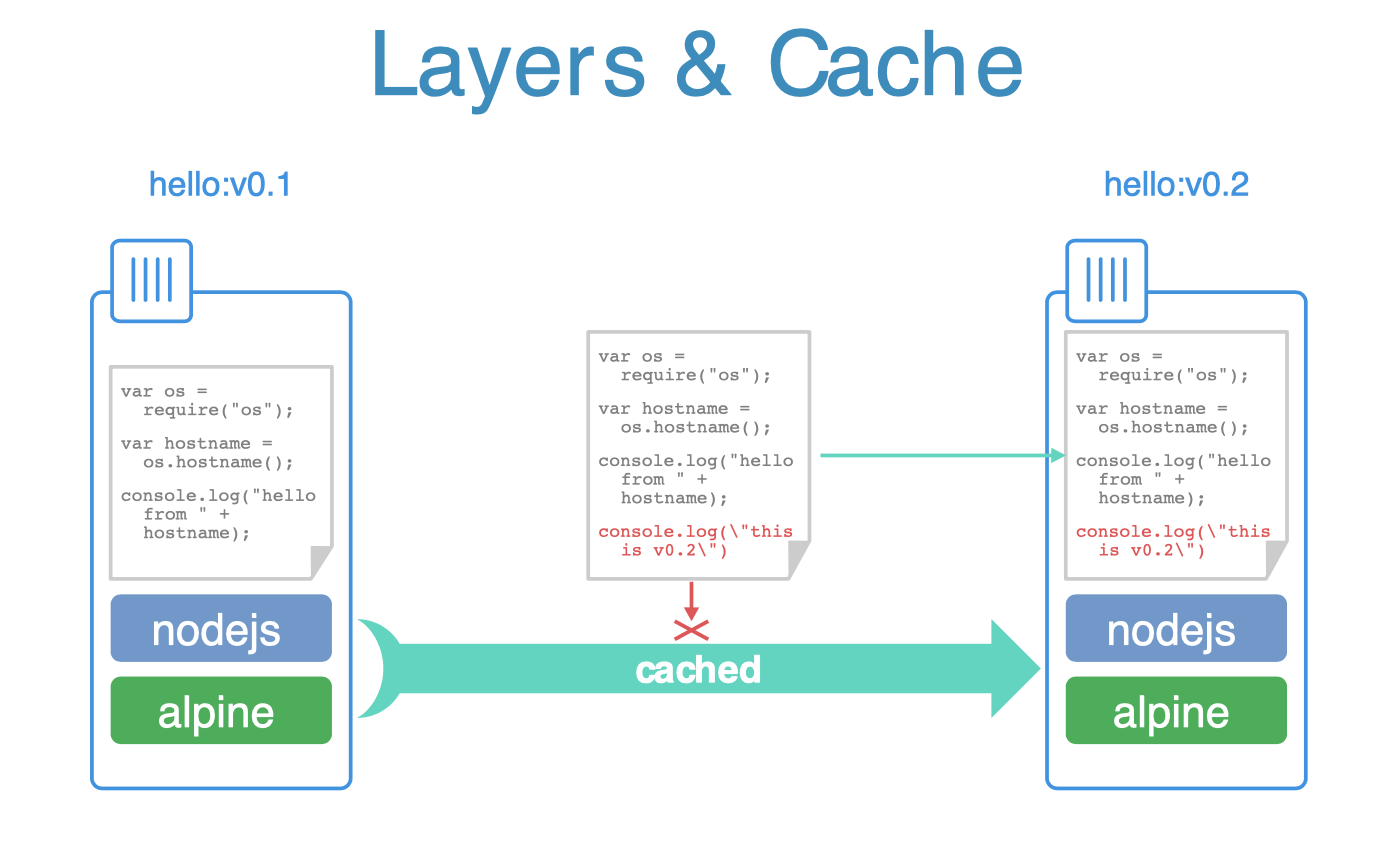 Layers & Cache
hello:v0.1
var os =
require("os");
var hostname =
os.hostname();
console.log("hello
from " +
hostname);
nodejs
alpine
var os =
require("os");
var hostname =
os.hostname();
console.log("hello
from " +
hostname);
console.log(\"this
is v0.2\")
cached
hello:v0.2
var os =
require("os");
var hostname =
os.hostname();
console.log("hello
from " +
hostname);
console.log(\"this
is v0.2\")
nodejs
alpine